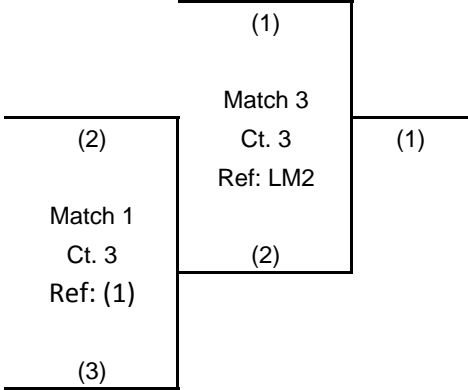 (1)
Match 3
Ct. 3
Ref: LM2
(2)
(1)
(2)
Match 1
Ct. 3
Ref: (1)
(3)